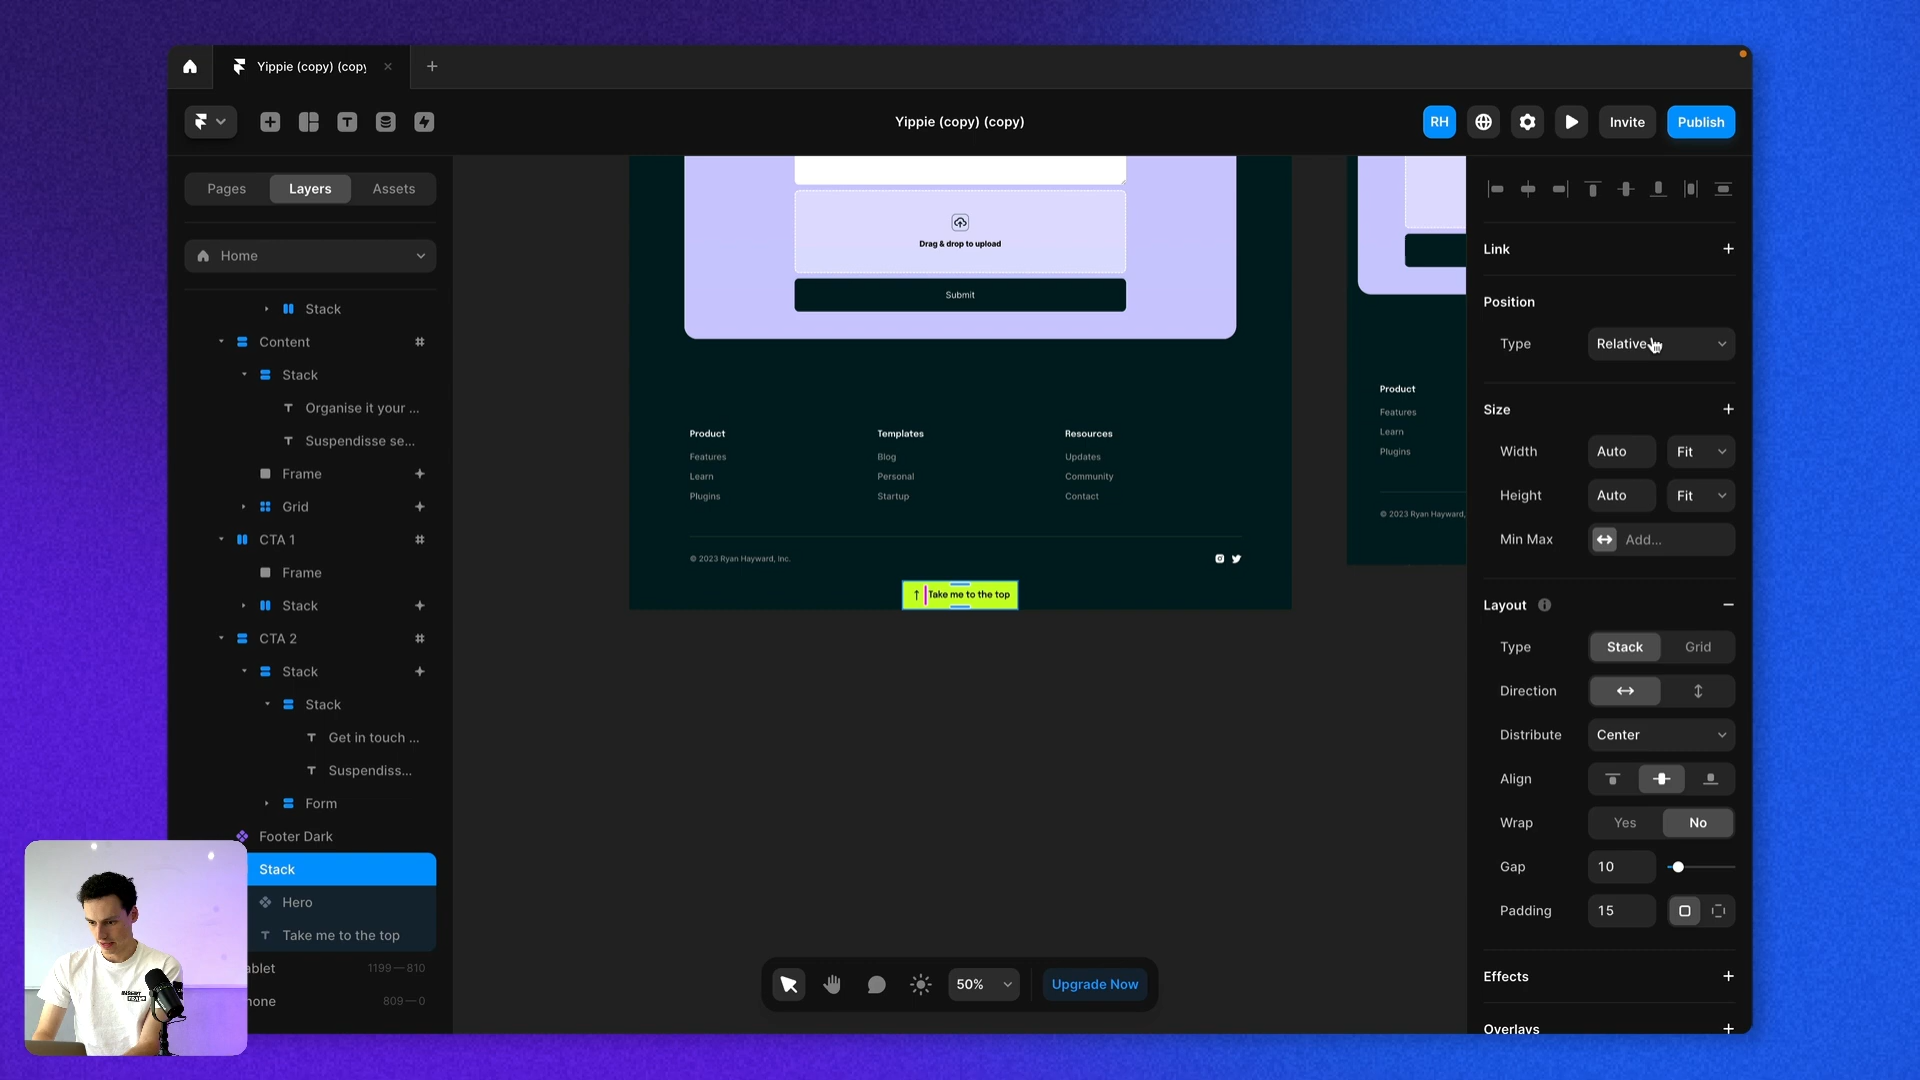 Yippie (copy) (copy
Yippie (copy) (copy)
RH
Invite
Publish
Pages
Layers
Assets
Home
Stack
Content
Stack
Organise it your ...
Suspendisse se...
Frame
Grid
CTA 1
Frame
Stack
CTA 2
Stack
Stack
Get in touch ...
Suspendiss...
Form
Footer Dark
Stack
Hero
Take me to the top
ablet
1199—810
hone
809—0
Drag & drop to upload
Submit
Product
Templates
Resources
Features
Blog
Updates
Learn
Personal
Community
Plugins
Startup
Contact
© 2023 Ryan Hayward, Inc.
↑ Take me to the top
Product
Features
Learn
Plugins
© 2023 Ryan Hayward,
50%
Upgrade Now
Link
Position
Type
Relative
Size
Width
Auto
Fit
Height
Auto
Fit
Min Max
Add...
Layout
Type
Stack
Grid
Direction
Distribute
Center
Align
Wrap
Yes
No
Gap
10
Padding
15
Effects
Overlays